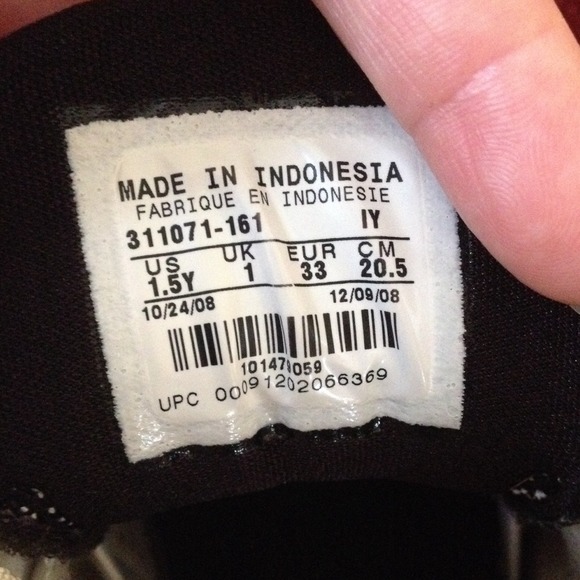 MADE IN INDONESIA
FABRIQUE EN INDONESIE
311071-161 IY
US UK EUR CM
1.5Y 1 33 20.5
10/24/08 12/09/08
101479059
UPC 00091202066369